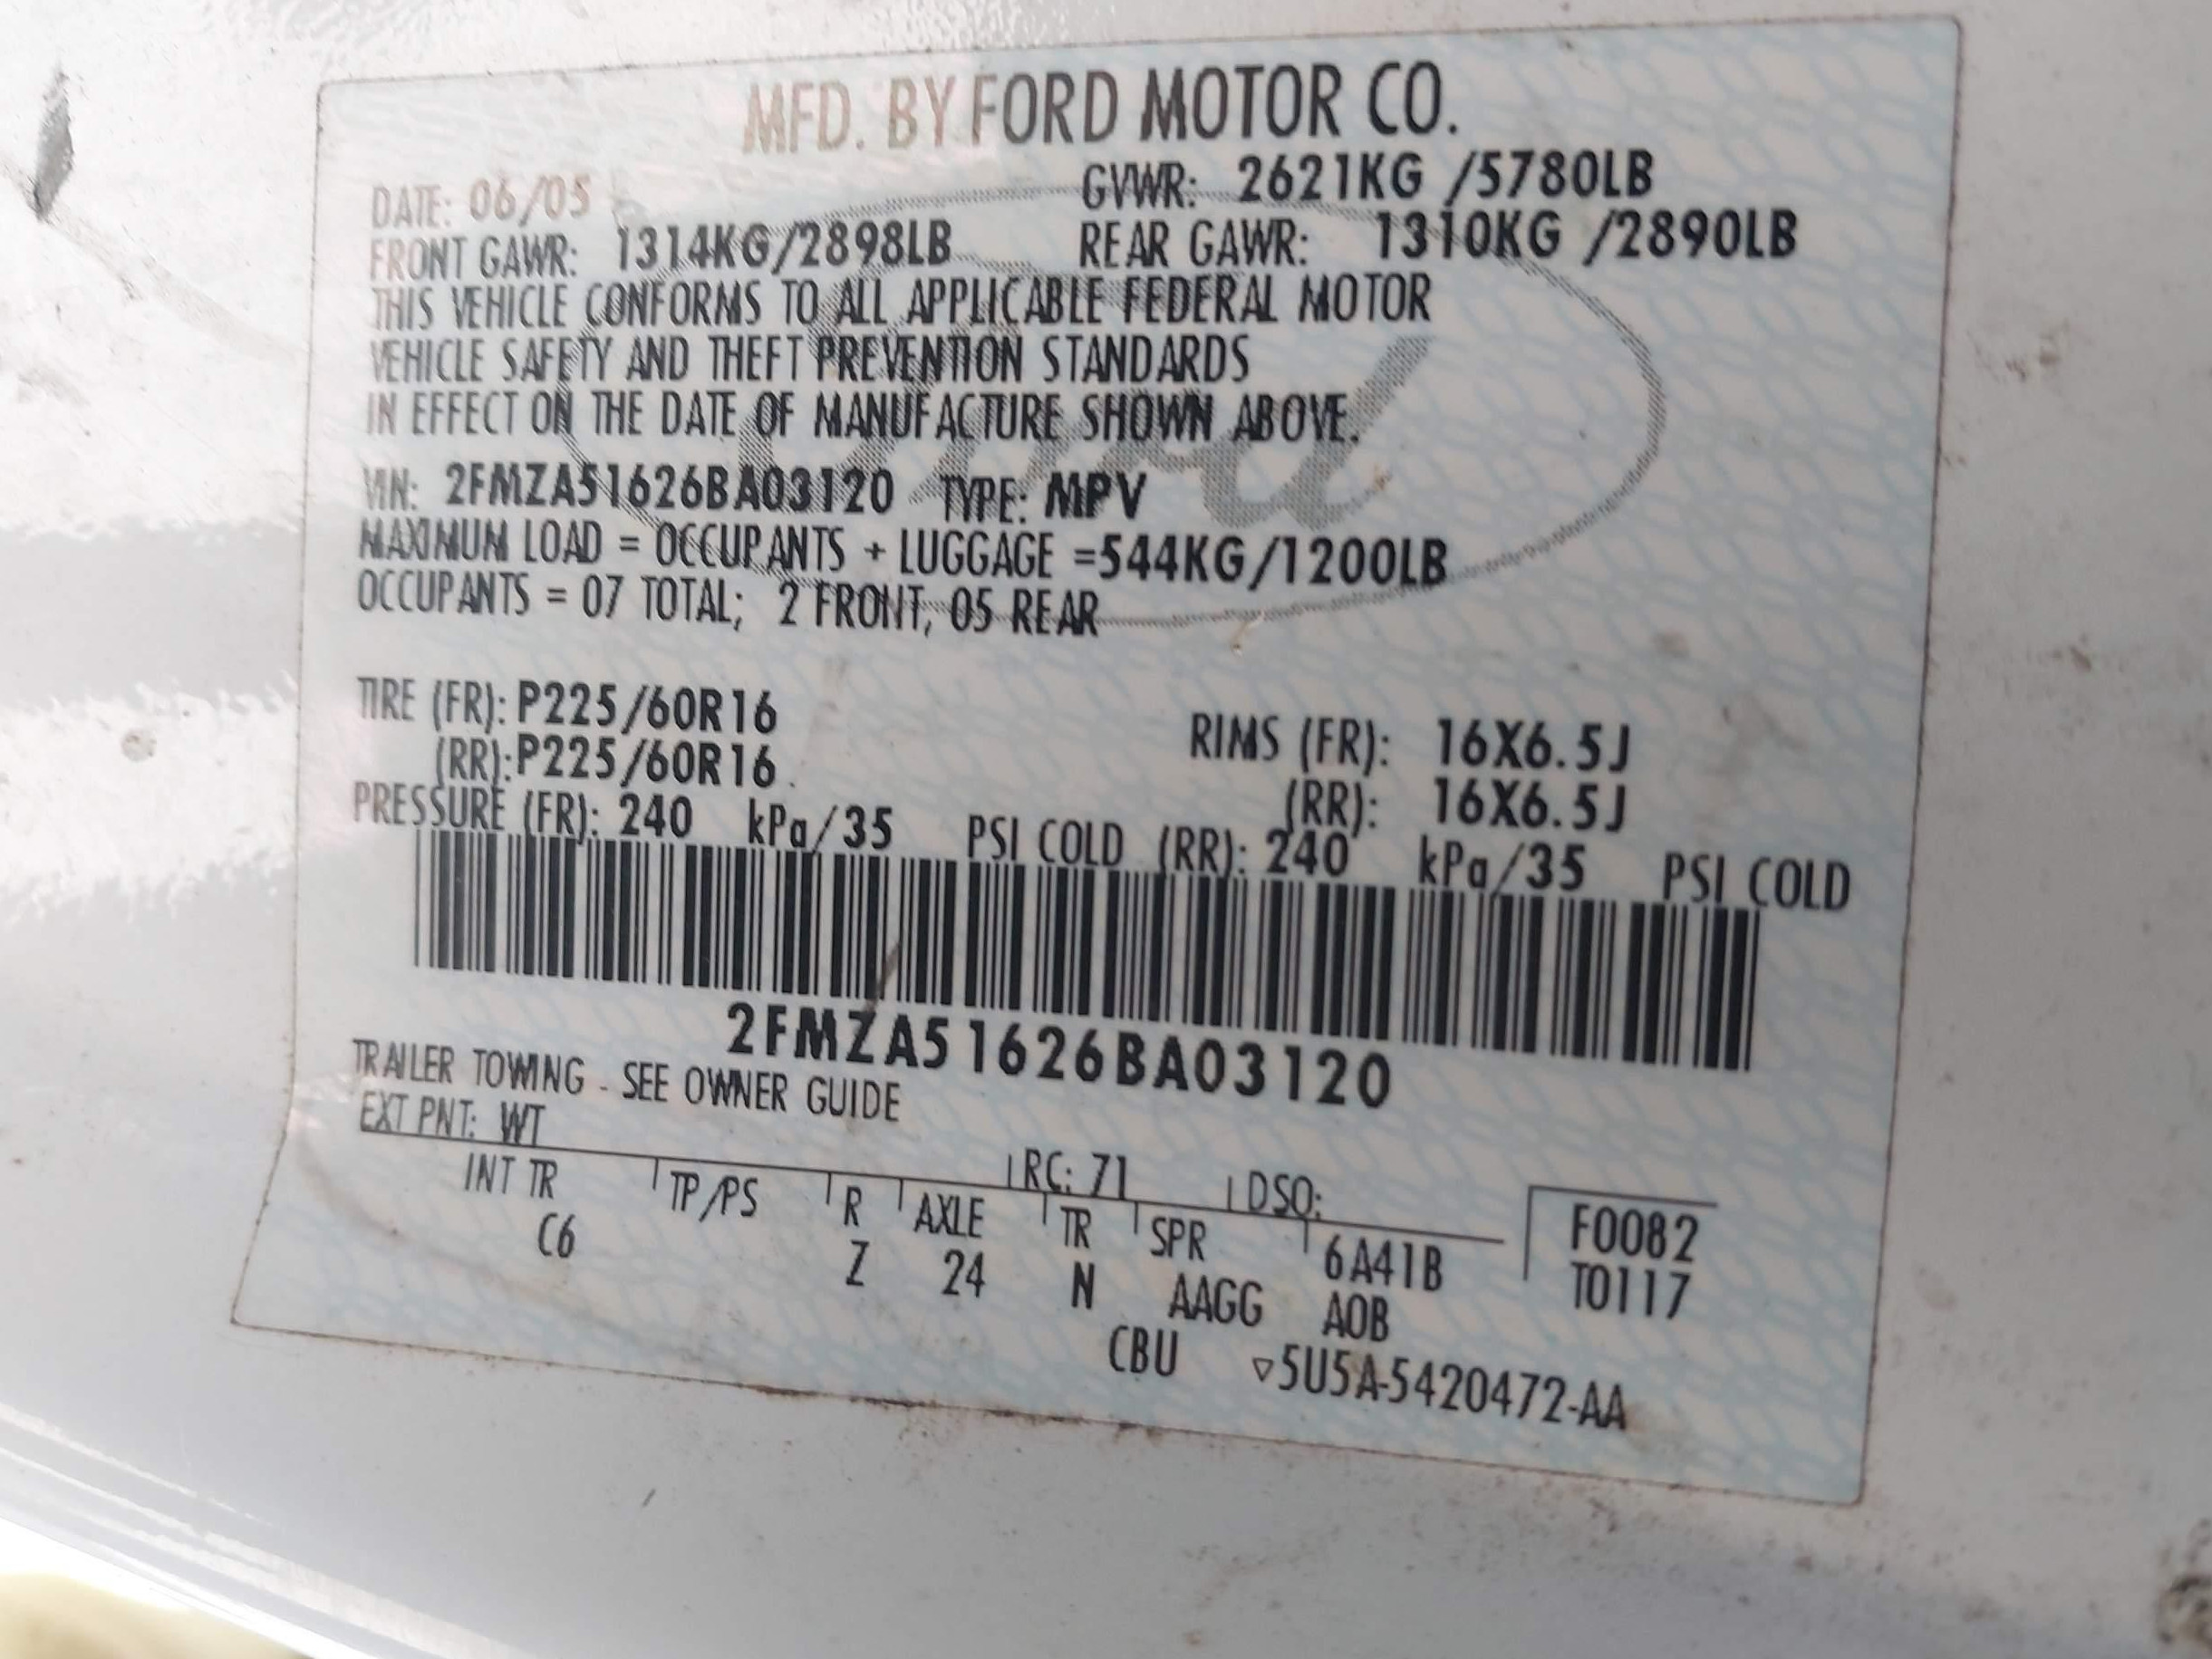 MFD. BY FORD MOTOR CO.
DATE: 06/05 GVWR: 2621KG /5780LB
FRONT GAWR: 1314KG/2898LB REAR GAWR: 1310KG /2890LB
THIS VEHICLE CONFORMS TO ALL APPLICABLE FEDERAL MOTOR
VEHICLE SAFETY AND THEFT PREVENTION STANDARDS
IN EFFECT ON THE DATE OF MANUFACTURE SHOWN ABOVE.
VIN: 2FMZA51626BA03120 TYPE: MPV
MAXIMUM LOAD = OCCUPANTS + LUGGAGE =544KG/1200LB
OCCUPANTS = 07 TOTAL; 2 FRONT, 05 REAR
TIRE (FR): P225/60R16 RIMS (FR): 16X6.5J
(RR): P225/60R16 (RR): 16X6.5J
PRESSURE (FR): 240 kPa/35 PSI COLD (RR): 240 kPa/35 PSI COLD
2FMZA51626BA03120
TRAILER TOWING - SEE OWNER GUIDE
EXT PNT: WT RC: 71 DSO: F0082
INT TR TP/PS R AXLE TR SPR 6A41B T0117
C6 Z 24 N AAGG AOB
CBU ▽5U5A-5420472-AA
Ford